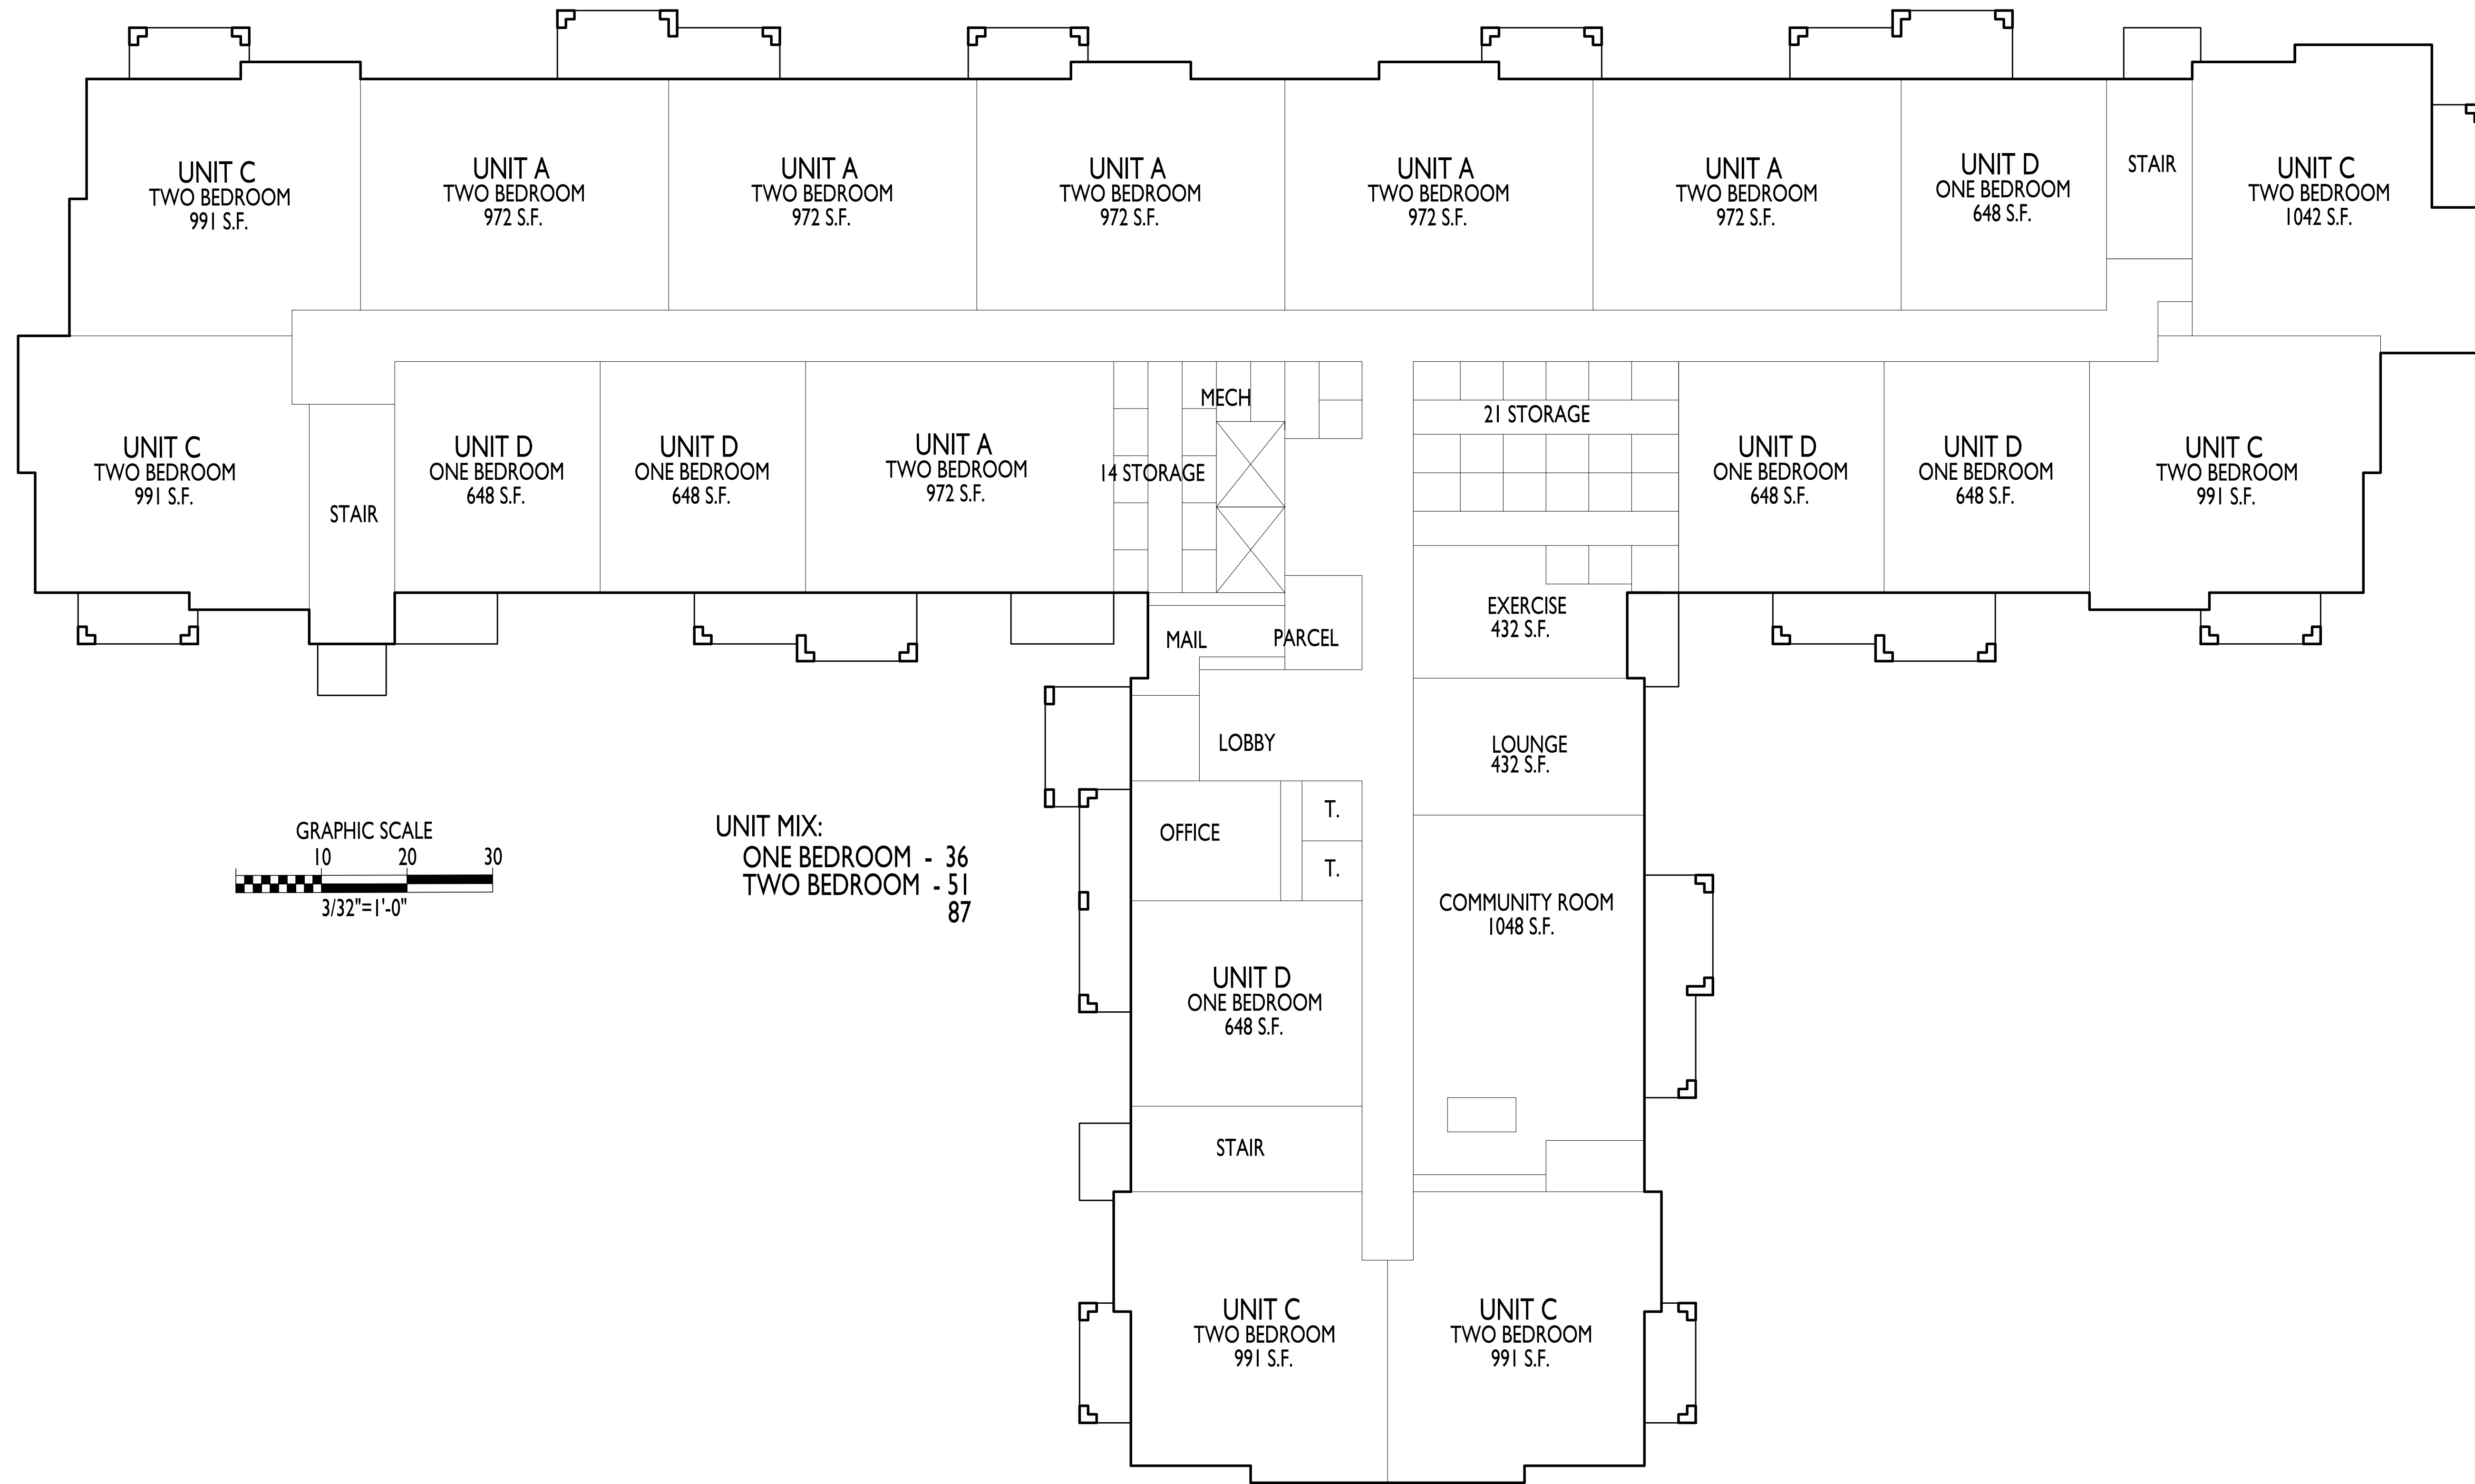 UNIT C
TWO BEDROOM
991 S.F.
UNIT A
TWO BEDROOM
972 S.F.
UNIT A
TWO BEDROOM
972 S.F.
UNIT A
TWO BEDROOM
972 S.F.
UNIT A
TWO BEDROOM
972 S.F.
UNIT A
TWO BEDROOM
972 S.F.
UNIT D
ONE BEDROOM
648 S.F.
STAIR
UNIT C
TWO BEDROOM
1042 S.F.
UNIT C
TWO BEDROOM
991 S.F.
STAIR
UNIT D
ONE BEDROOM
648 S.F.
UNIT D
ONE BEDROOM
648 S.F.
UNIT A
TWO BEDROOM
972 S.F.
MECH
14 STORAGE
21 STORAGE
UNIT D
ONE BEDROOM
648 S.F.
UNIT D
ONE BEDROOM
648 S.F.
UNIT C
TWO BEDROOM
991 S.F.
EXERCISE
432 S.F.
MAIL
PARCEL
LOBBY
LOUNGE
432 S.F.
GRAPHIC SCALE
10 20 30
3/32"=1'-0"
UNIT MIX:
ONE BEDROOM - 36
TWO BEDROOM - 51
87
OFFICE
T.
T.
COMMUNITY ROOM
1048 S.F.
UNIT D
ONE BEDROOM
648 S.F.
STAIR
UNIT C
TWO BEDROOM
991 S.F.
UNIT C
TWO BEDROOM
991 S.F.